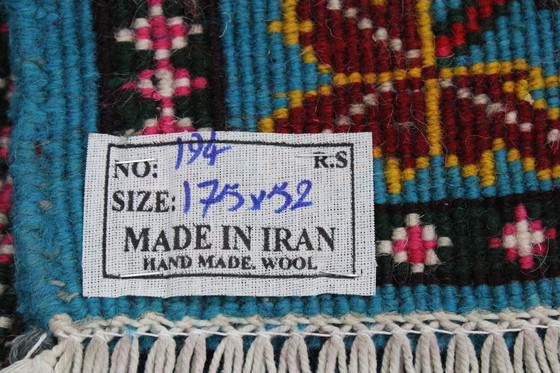 NO: 194 R.S
SIZE: 175x52
MADE IN IRAN
HAND MADE. WOOL